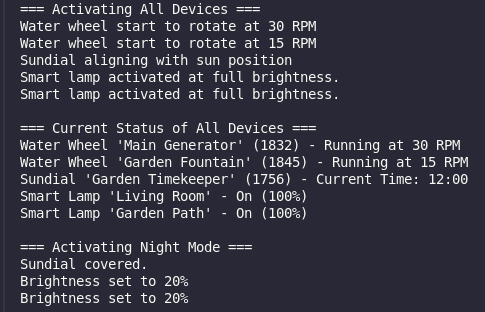 === Activating All Devices ===
Water wheel start to rotate at 30 RPM
Water wheel start to rotate at 15 RPM
Sundial aligning with sun position
Smart lamp activated at full brightness.
Smart lamp activated at full brightness.
=== Current Status of All Devices ===
Water Wheel 'Main Generator' (1832) - Running at 30 RPM
Water Wheel 'Garden Fountain' (1845) - Running at 15 RPM
Sundial 'Garden Timekeeper' (1756) - Current Time: 12:00
Smart Lamp 'Living Room' - On (100%)
Smart Lamp 'Garden Path' - On (100%)
=== Activating Night Mode ===
Sundial covered.
Brightness set to 20%
Brightness set to 20%